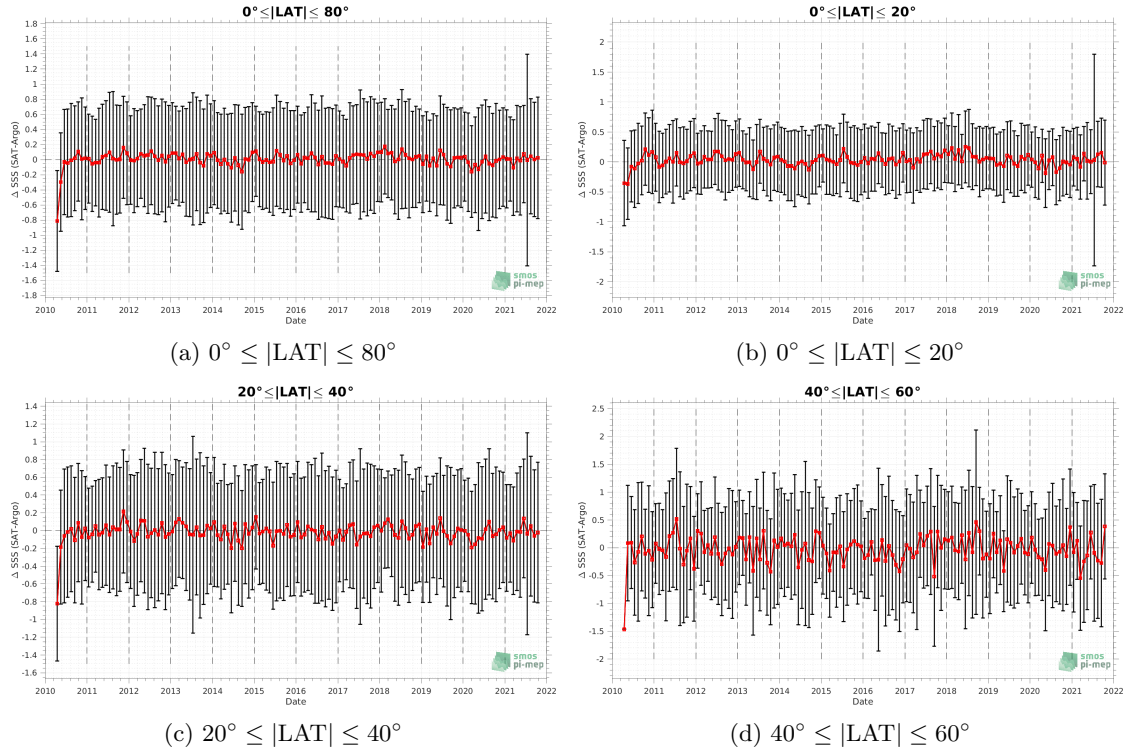 0°≤|LAT|≤ 80°
1.8
1.4
1
0.8
0.6
0.4
0.2
0
-0.2
-0.4
-0.6
-0.8
-1
-1.2
-1.4
-1.6
-1.8
Δ SSS (SAT-Argo)
2010 2011 2012 2013 2014 2015 2016 2017 2018 2019 2020 2021 2022
Date
smos
pi-mep
(a) 0° ≤ |LAT| ≤ 80°
0°≤|LAT|≤ 20°
2
1.5
1
0.5
0
-0.5
-1
-1.5
-2
Δ SSS (SAT-Argo)
2010 2011 2012 2013 2014 2015 2016 2017 2018 2019 2020 2021 2022
Date
smos
pi-mep
(b) 0° ≤ |LAT| ≤ 20°
20°≤|LAT|≤ 40°
1.4
1.2
1
0.8
0.6
0.4
0.2
0
-0.2
-0.4
-0.6
-0.8
-1
-1.2
-1.4
-1.6
Δ SSS (SAT-Argo)
2010 2011 2012 2013 2014 2015 2016 2017 2018 2019 2020 2021 2022
Date
smos
pi-mep
(c) 20° ≤ |LAT| ≤ 40°
40°≤|LAT|≤ 60°
2.5
2
1.5
1
0.5
0
-0.5
-1
-1.5
-2
Δ SSS (SAT-Argo)
2010 2011 2012 2013 2014 2015 2016 2017 2018 2019 2020 2021 2022
Date
smos
pi-mep
(d) 40° ≤ |LAT| ≤ 60°